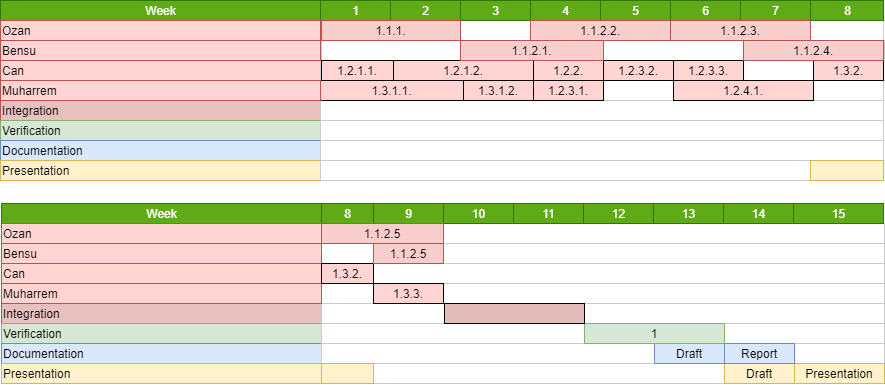 Week 1 2 3 4 5 6 7 8
Ozan 1.1.1. 1.1.2.2. 1.1.2.3.
Bensu 1.1.2.1. 1.1.2.4.
Can 1.2.1.1. 1.2.1.2. 1.2.2. 1.2.3.2. 1.2.3.3. 1.3.2.
Muharrem 1.3.1.1. 1.3.1.2. 1.2.3.1. 1.2.4.1.
Integration
Verification
Documentation
Presentation
Week 8 9 10 11 12 13 14 15
Ozan 1.1.2.5
Bensu 1.1.2.5
Can 1.3.2.
Muharrem 1.3.3.
Integration
Verification 1
Documentation Draft Report
Presentation Draft Presentation